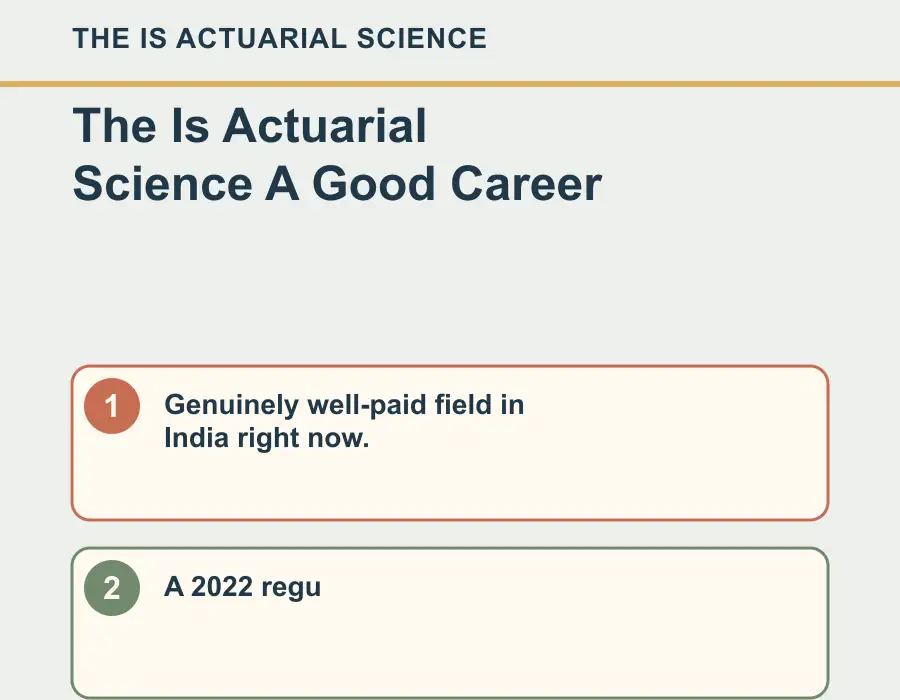 THE IS ACTUARIAL SCIENCE
The Is Actuarial
Science A Good Career
1
Genuinely well-paid field in
India right now.
2
A 2022 regu